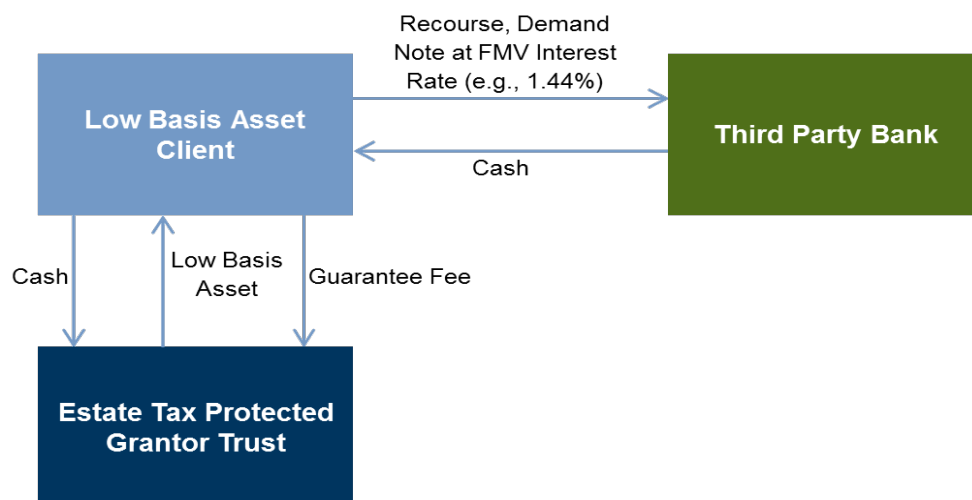 Recourse, Demand
Note at FMV Interest
Rate (e.g., 1.44%)
Low Basis Asset
Client
Third Party Bank
Cash
Cash
Low Basis
Asset
Guarantee Fee
Estate Tax Protected
Grantor Trust